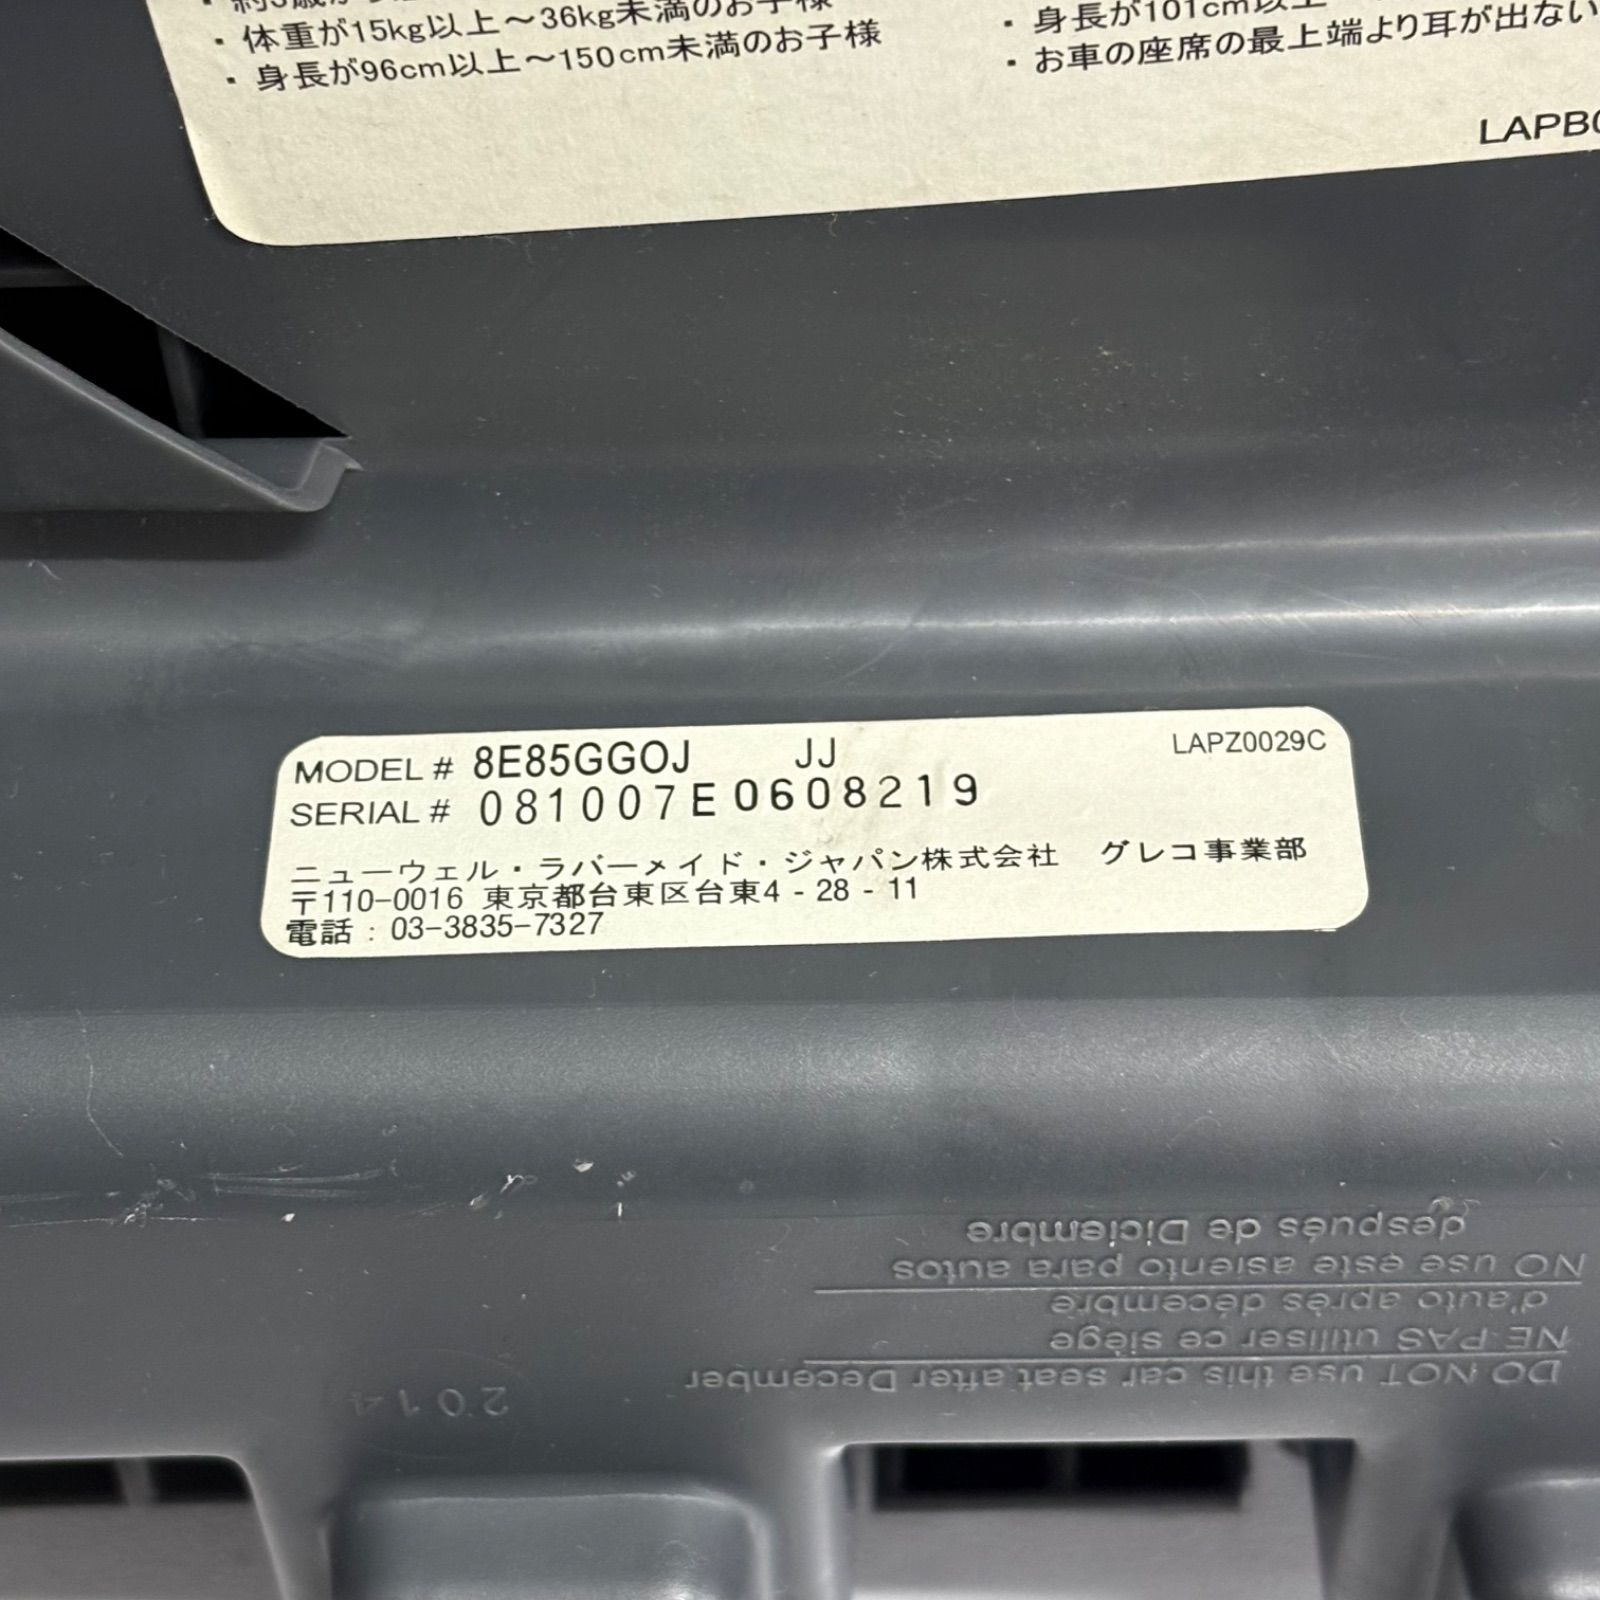 ・体重が15kg以上～36kg未満のお子様
・身長が96cm以上～150cm未満のお子様
・身長が101cm以上
・お車の座席の最上端より耳が出ない
LAPB0
MODEL # 8E85GGOJ JJ
LAPZ0029C
SERIAL # 081007E0608219
ニューウェル・ラバーメイド・ジャパン株式会社 グレコ事業部
〒110-0016 東京都台東区台東4-28-11
電話：03-3835-7327
DO NOT use this car seat after December
2014
NE PAS utiliser ce siège
d'auto après décembre
NO use este asiento para autos
después de Diciembre